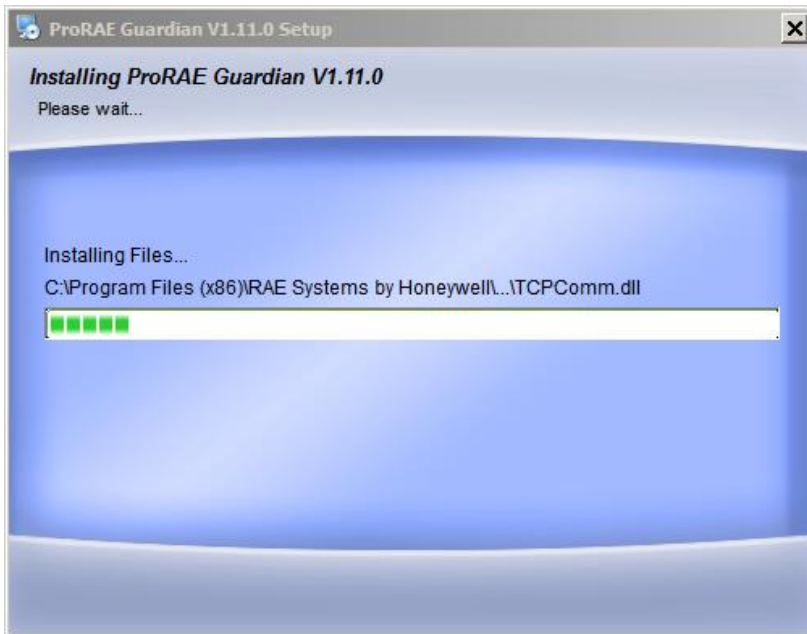 ProRAE Guardian V1.11.0 Setup
Installing ProRAE Guardian V1.11.0
Please wait...
Installing Files...
C:\Program Files (x86)\RAE Systems by Honeywell\...\TCPComm.dll